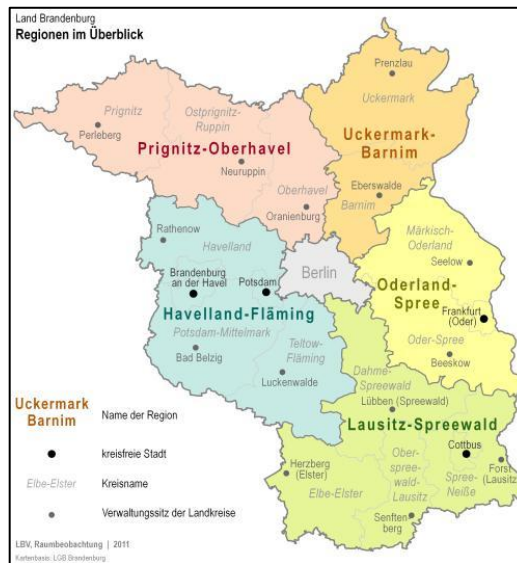 Land Brandenburg
Regionen im Überblick
Prenzlau
Uckermark
Prignitz
Ostprignitz-
Ruppin
Perleberg
Uckermark-
Barnim
Prignitz-Oberhavel
Neuruppin
Eberswalde
Oberhavel
Barnim
Oranienburg
Rathenow
Havelland
Märkisch-
Oderland
Seelow
Berlin
Brandenburg
an der Havel
Potsdam
Oderland-
Spree
Havelland-Fläming
Frankfurt
(Oder)
Potsdam-Mittelmark
Teltow-
Fläming
Oder-Spree
Bad Belzig
Beeskow
Luckenwalde
Dahme-
Spreewald
Lübben (Spreewald)
Lausitz-Spreewald
Cottbus
Herzberg
(Elster)
Ober-
spree-
wald-
Lausitz
Forst
(Lausitz)
Elbe-Elster
Spree-
Neiße
Senften-
berg
Uckermark
Barnim
Name der Region
kreisfreie Stadt
Elbe-Elster
Kreisname
Verwaltungssitz der Landkreise
LBV, Raumbeobachtung | 2011
Kartenbasis: LGB Brandenburg